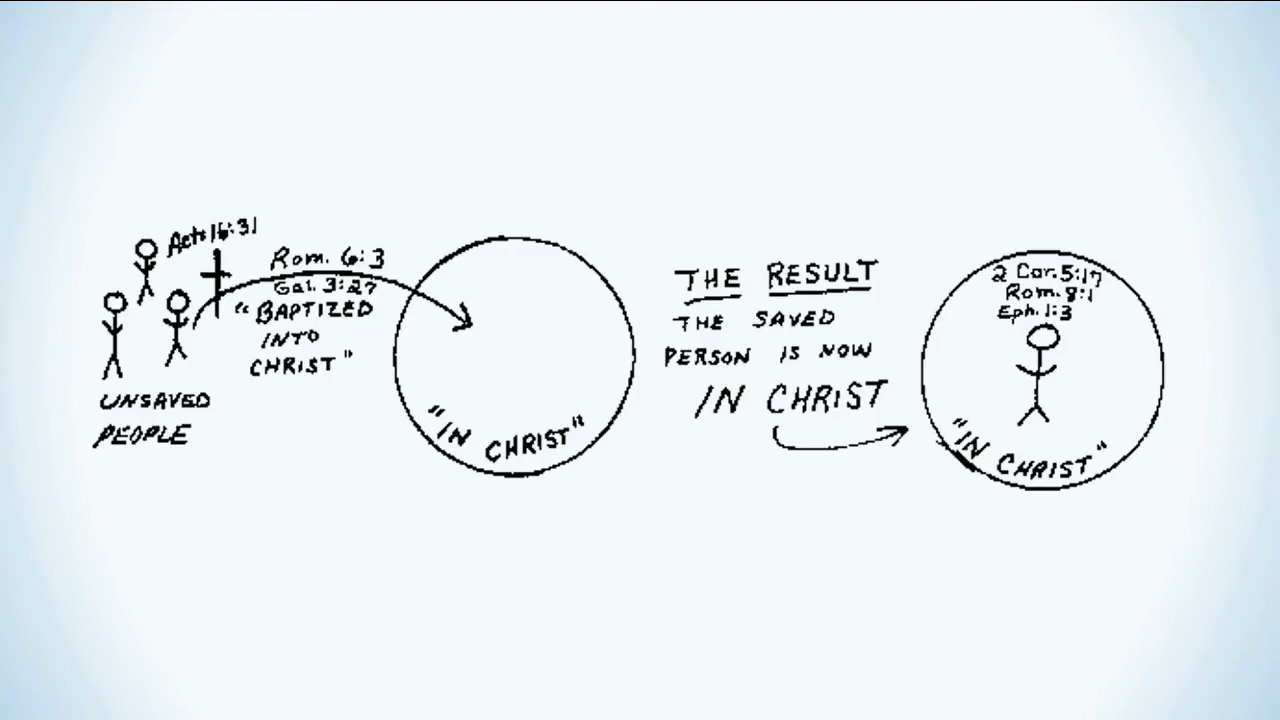 Acts 16:31
Rom. 6:3
Gal. 3:27
"BAPTIZED
INTO
CHRIST"
UNSAVED
PEOPLE
"IN CHRIST"
THE RESULT
THE SAVED
PERSON IS NOW
IN CHRIST
2 Cor. 5:17
Rom. 8:1
Eph. 1:3
"IN CHRIST"